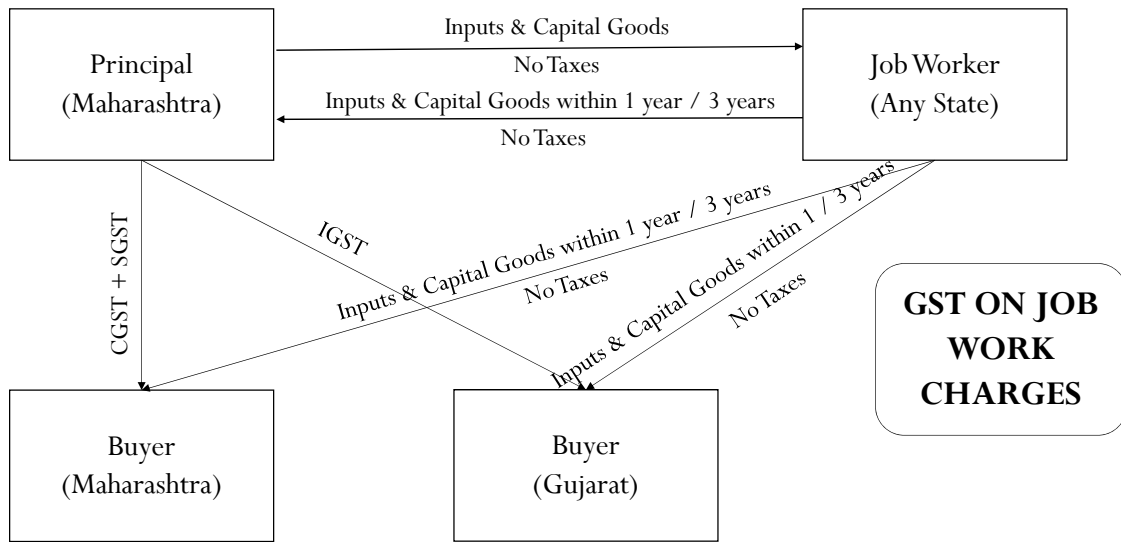 Inputs & Capital Goods
Principal
(Maharashtra)
No Taxes
Job Worker
(Any State)
Inputs & Capital Goods within 1 year / 3 years
No Taxes
CGST + SGST
IGST
Inputs & Capital Goods within 1 year / 3 years
No Taxes
Inputs & Capital Goods within 1 / 3 years
No Taxes
GST ON JOB
WORK
CHARGES
Buyer
(Maharashtra)
Buyer
(Gujarat)